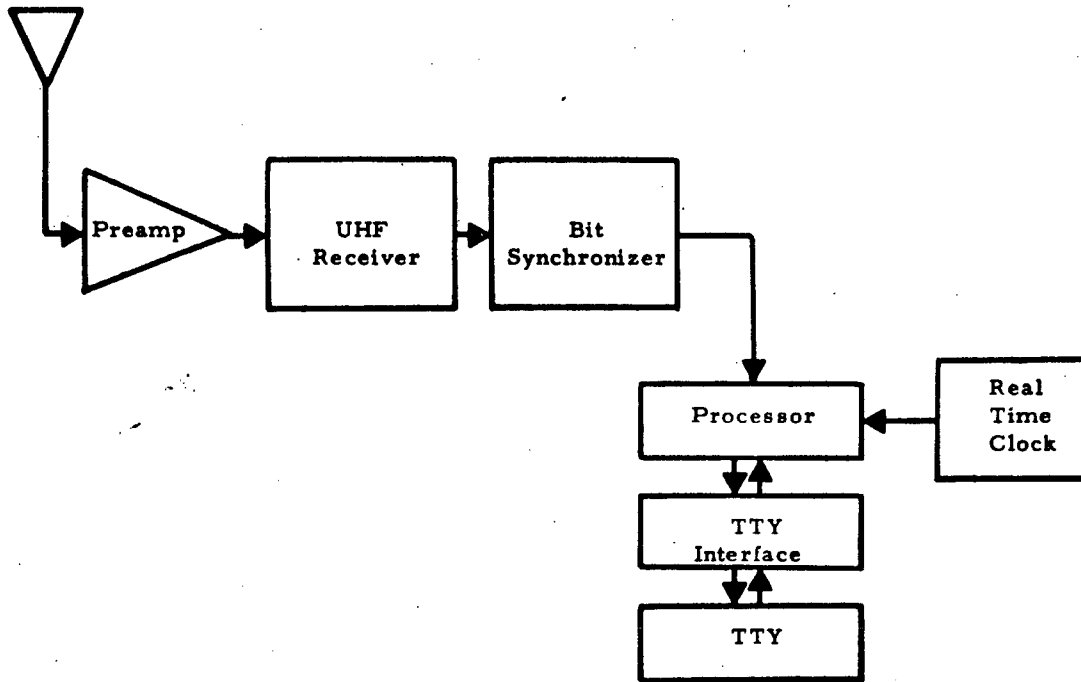 Preamp
UHF
Receiver
Bit
Synchronizer
Processor
Real
Time
Clock
TTY
Interface
TTY